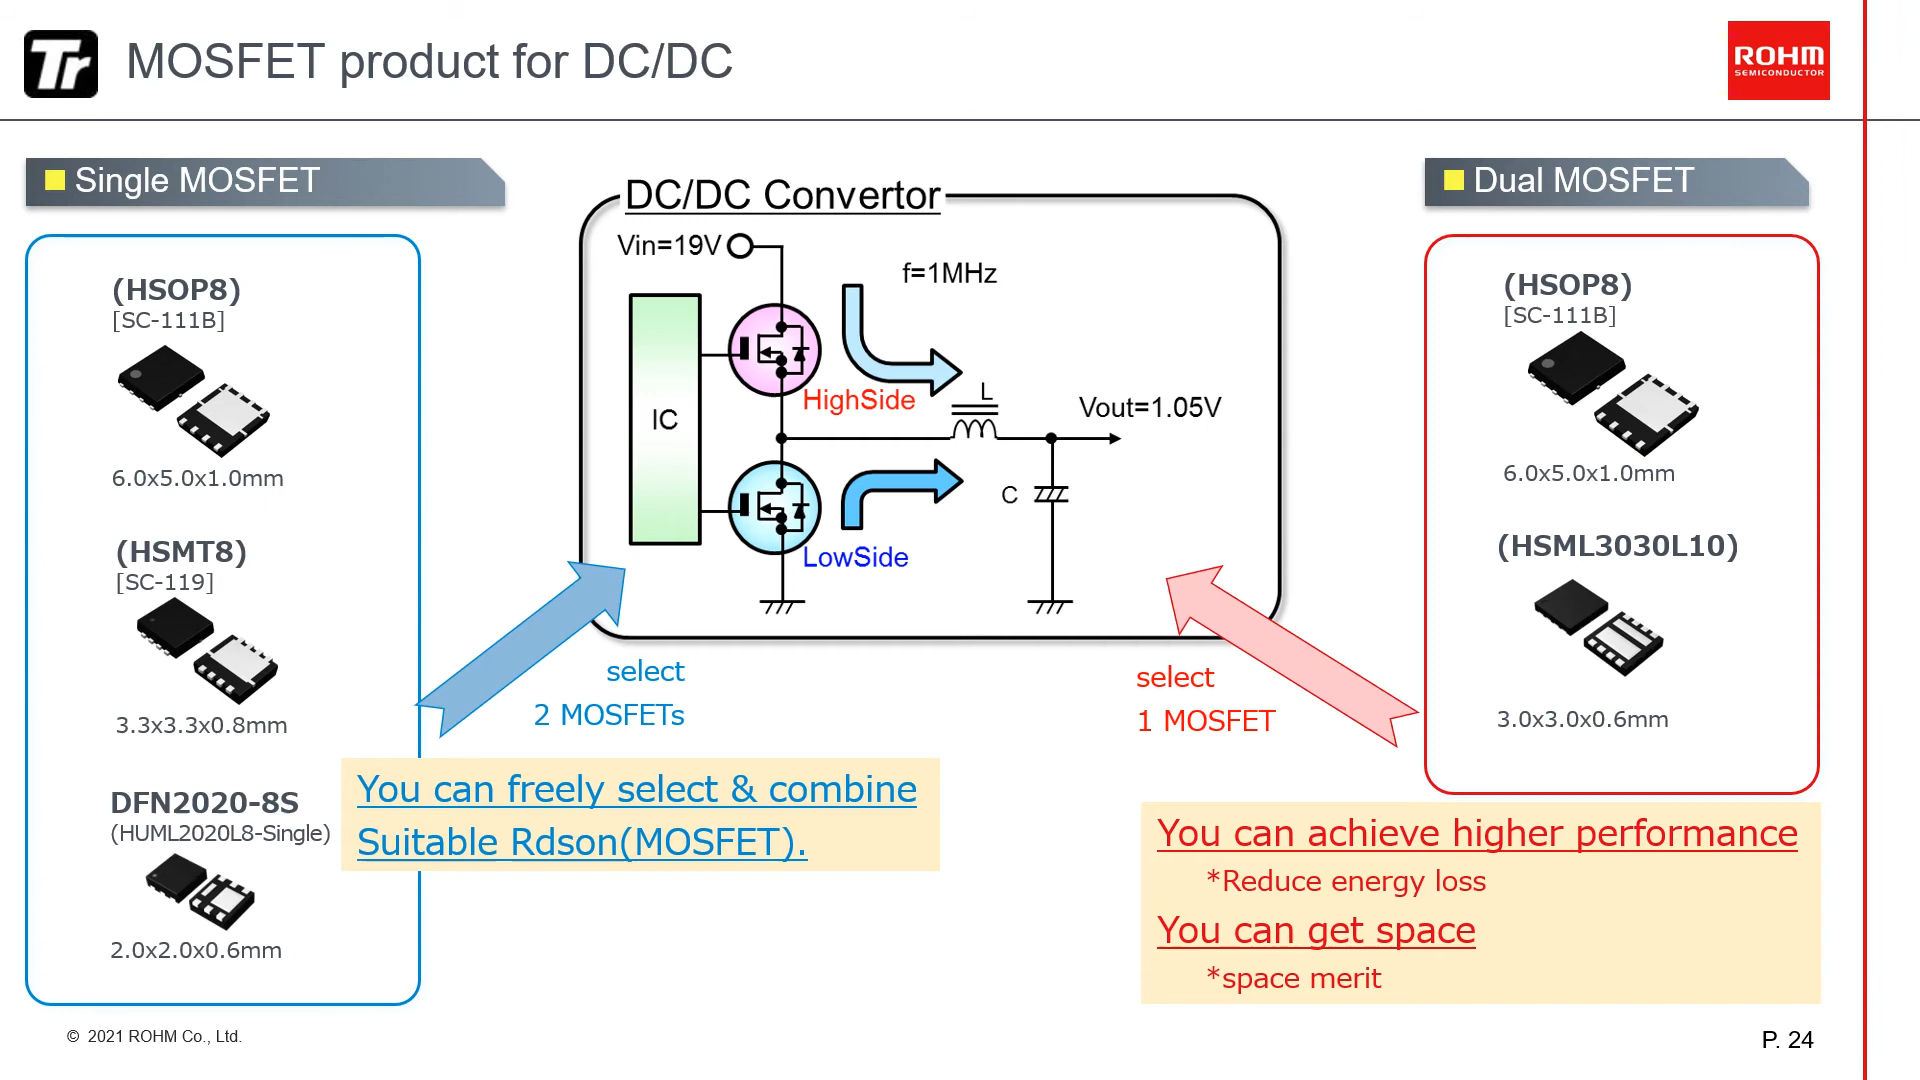 Tr
MOSFET product for DC/DC
ROHM
SEMICONDUCTOR
Single MOSFET
(HSOP8)
[SC-111B]
6.0x5.0x1.0mm
(HSMT8)
[SC-119]
3.3x3.3x0.8mm
DFN2020-8S
(HUML2020L8-Single)
2.0x2.0x0.6mm
DC/DC Convertor
Vin=19V
f=1MHz
IC
HighSide
L
Vout=1.05V
C
LowSide
select
2 MOSFETs
You can freely select & combine
Suitable Rdson(MOSFET).
select
1 MOSFET
Dual MOSFET
(HSOP8)
[SC-111B]
6.0x5.0x1.0mm
(HSML3030L10)
3.0x3.0x0.6mm
You can achieve higher performance
*Reduce energy loss
You can get space
*space merit
© 2021 ROHM Co., Ltd.
P. 24